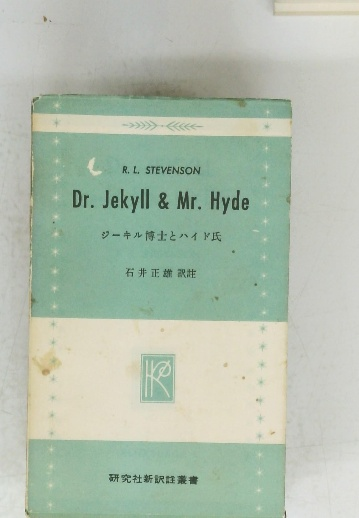 R. L. STEVENSON
Dr. Jekyll & Mr. Hyde
ジーキル博士とハイド氏
石井正雄 訳註
研究社新訳註叢書